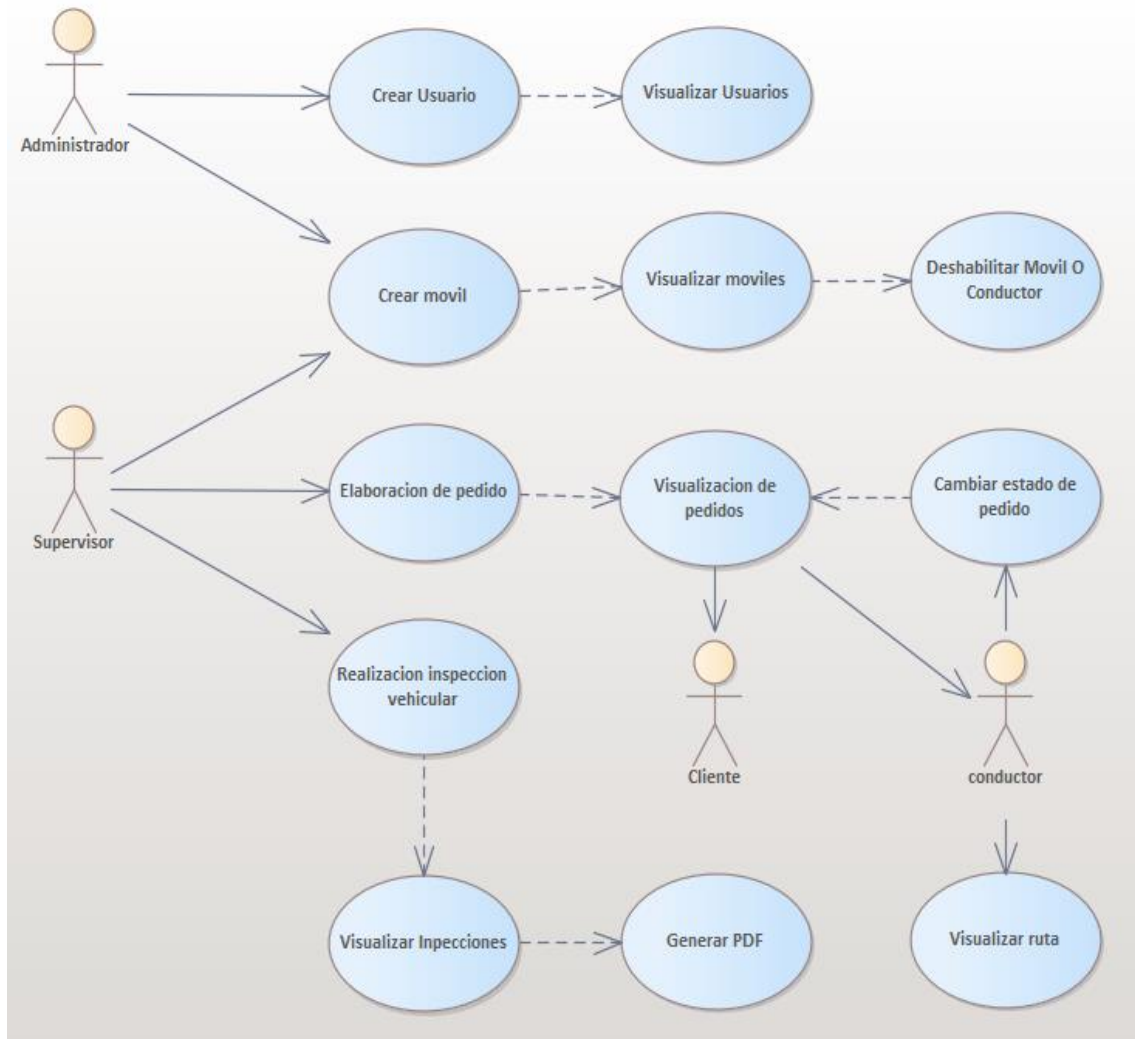 Administrador
Crear Usuario
Visualizar Usuarios
Crear movil
Visualizar moviles
Deshabilitar Movil O
Conductor
Supervisor
Elaboracion de pedido
Visualizacion de
pedidos
Cambiar estado de
pedido
Realizacion inspeccion
vehicular
Cliente
conductor
Visualizar Inpecciones
Generar PDF
Visualizar ruta